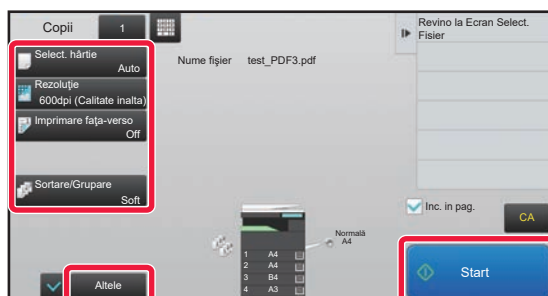 Copii 1
Select. hârtie
Auto
Rezoluţie
600dpi (Calitate inalta)
Imprimare faţa-verso
Off
Sortare/Grupare
Soft
Altele
Nume fişier test_PDF3.pdf
Normală
A4
1 A4
2 A4
3 B4
4 A3
Revino la Ecran Select.
Fisier
Inc. in pag.
CA
Start